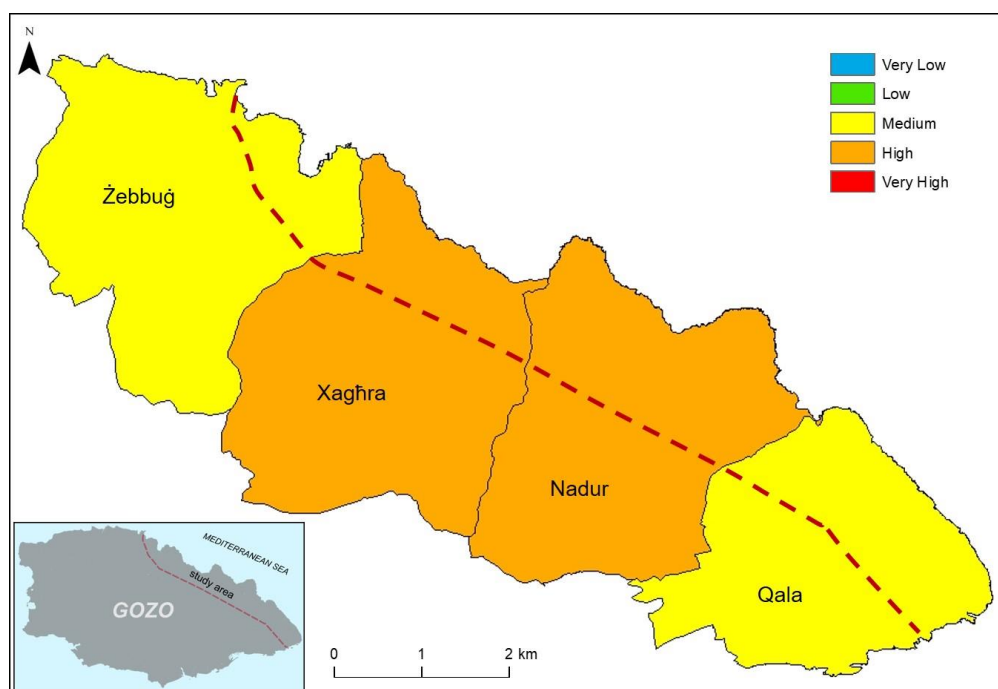 N
Very Low
Low
Medium
High
Very High
Żebbuġ
Xagħra
Nadur
Qala
MEDITERRANEAN SEA
study area
GOZO
0 1 2 km